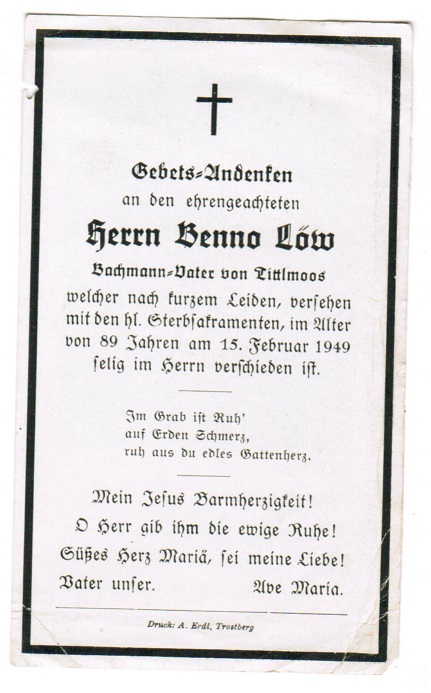 Gebets-Andenken
an den ehrengeachteten
Herrn Benno Löw
Bachmann-Vater von Tittlmoos
welcher nach kurzem Leiden, versehen
mit den hl. Sterbsakramenten, im Alter
von 89 Jahren am 15. Februar 1949
selig im Herrn verschieden ist.
Im Grab ist Ruh'
auf Erden Schmerz,
ruh aus du edles Gattenherz.
Mein Jesus Barmherzigkeit!
O Herr gib ihm die ewige Ruhe!
Süßes Herz Mariä, sei meine Liebe!
Vater unser. Ave Maria.
Druck: A. Erdl, Trostberg